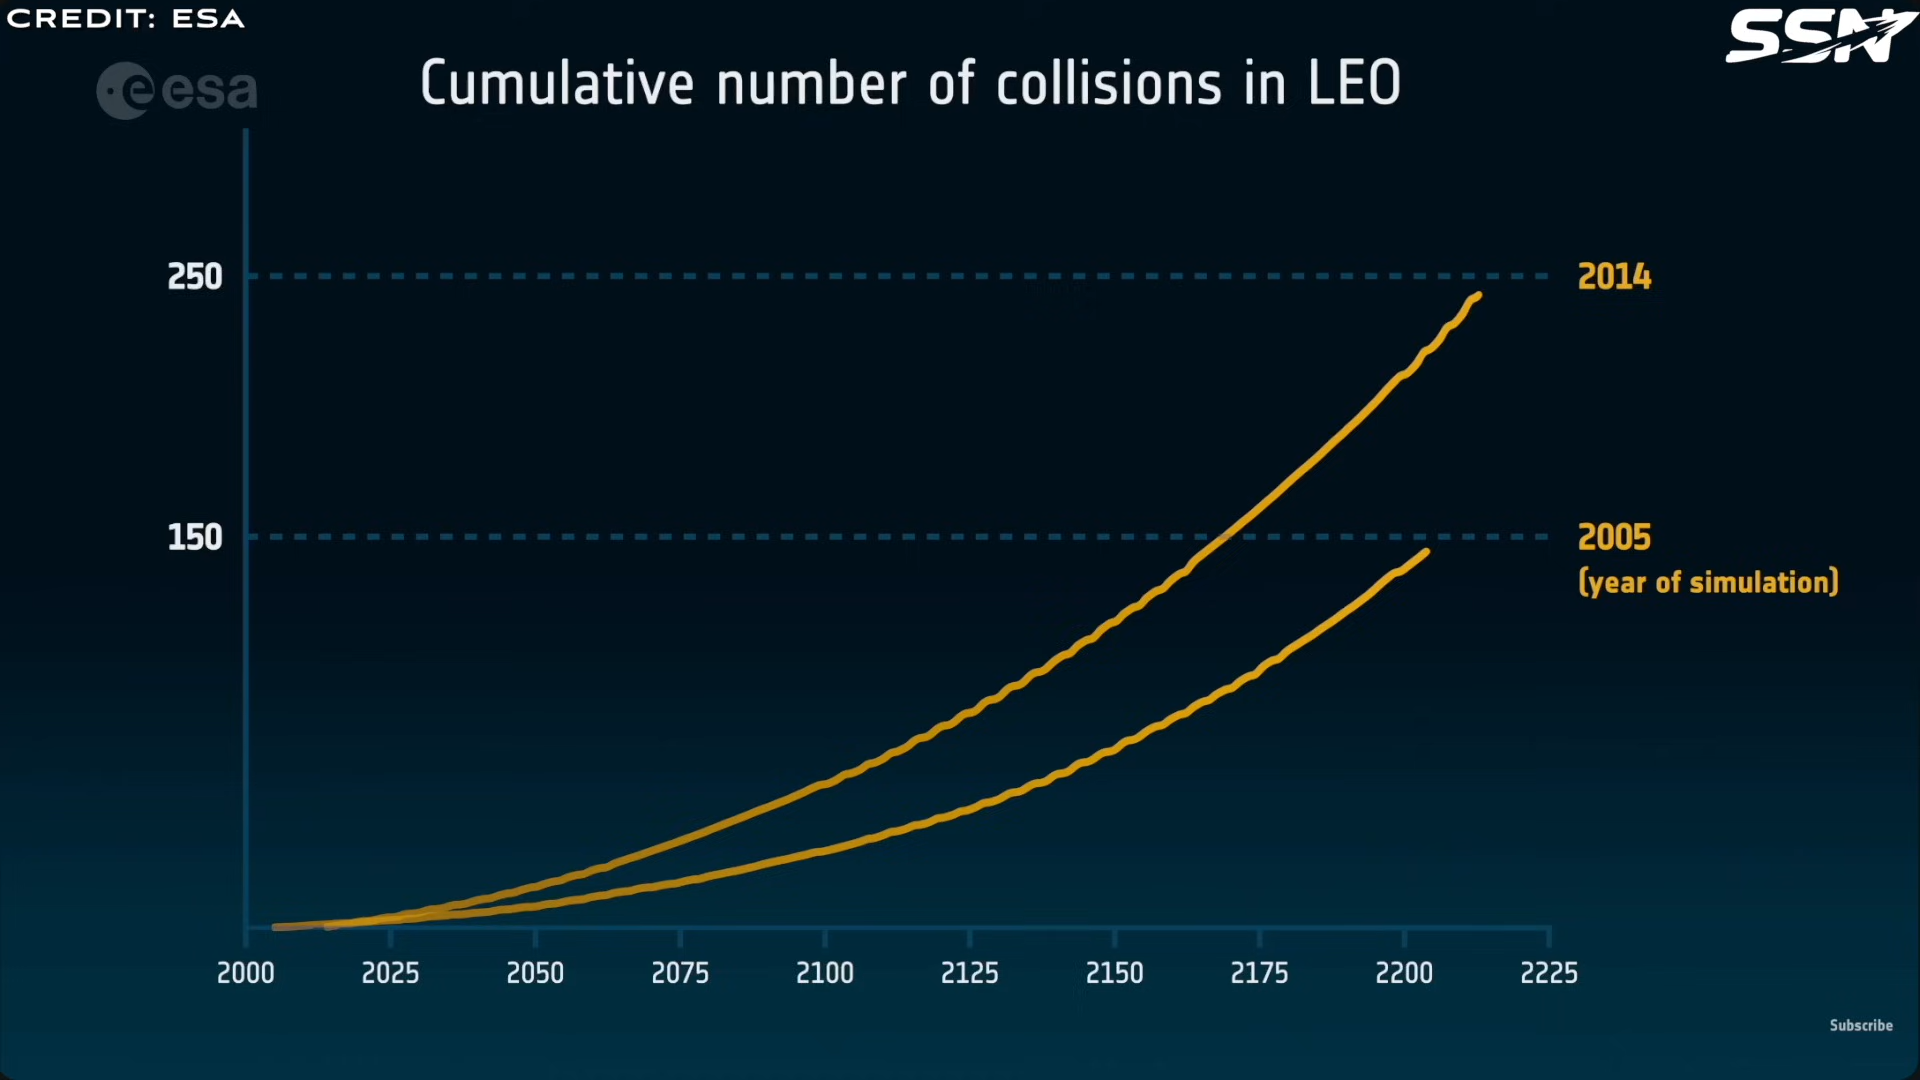 CREDIT: ESA
SSN
esa
Cumulative number of collisions in LEO
250
2014
150
2005
(year of simulation)
2000 2025 2050 2075 2100 2125 2150 2175 2200 2225
Subscribe